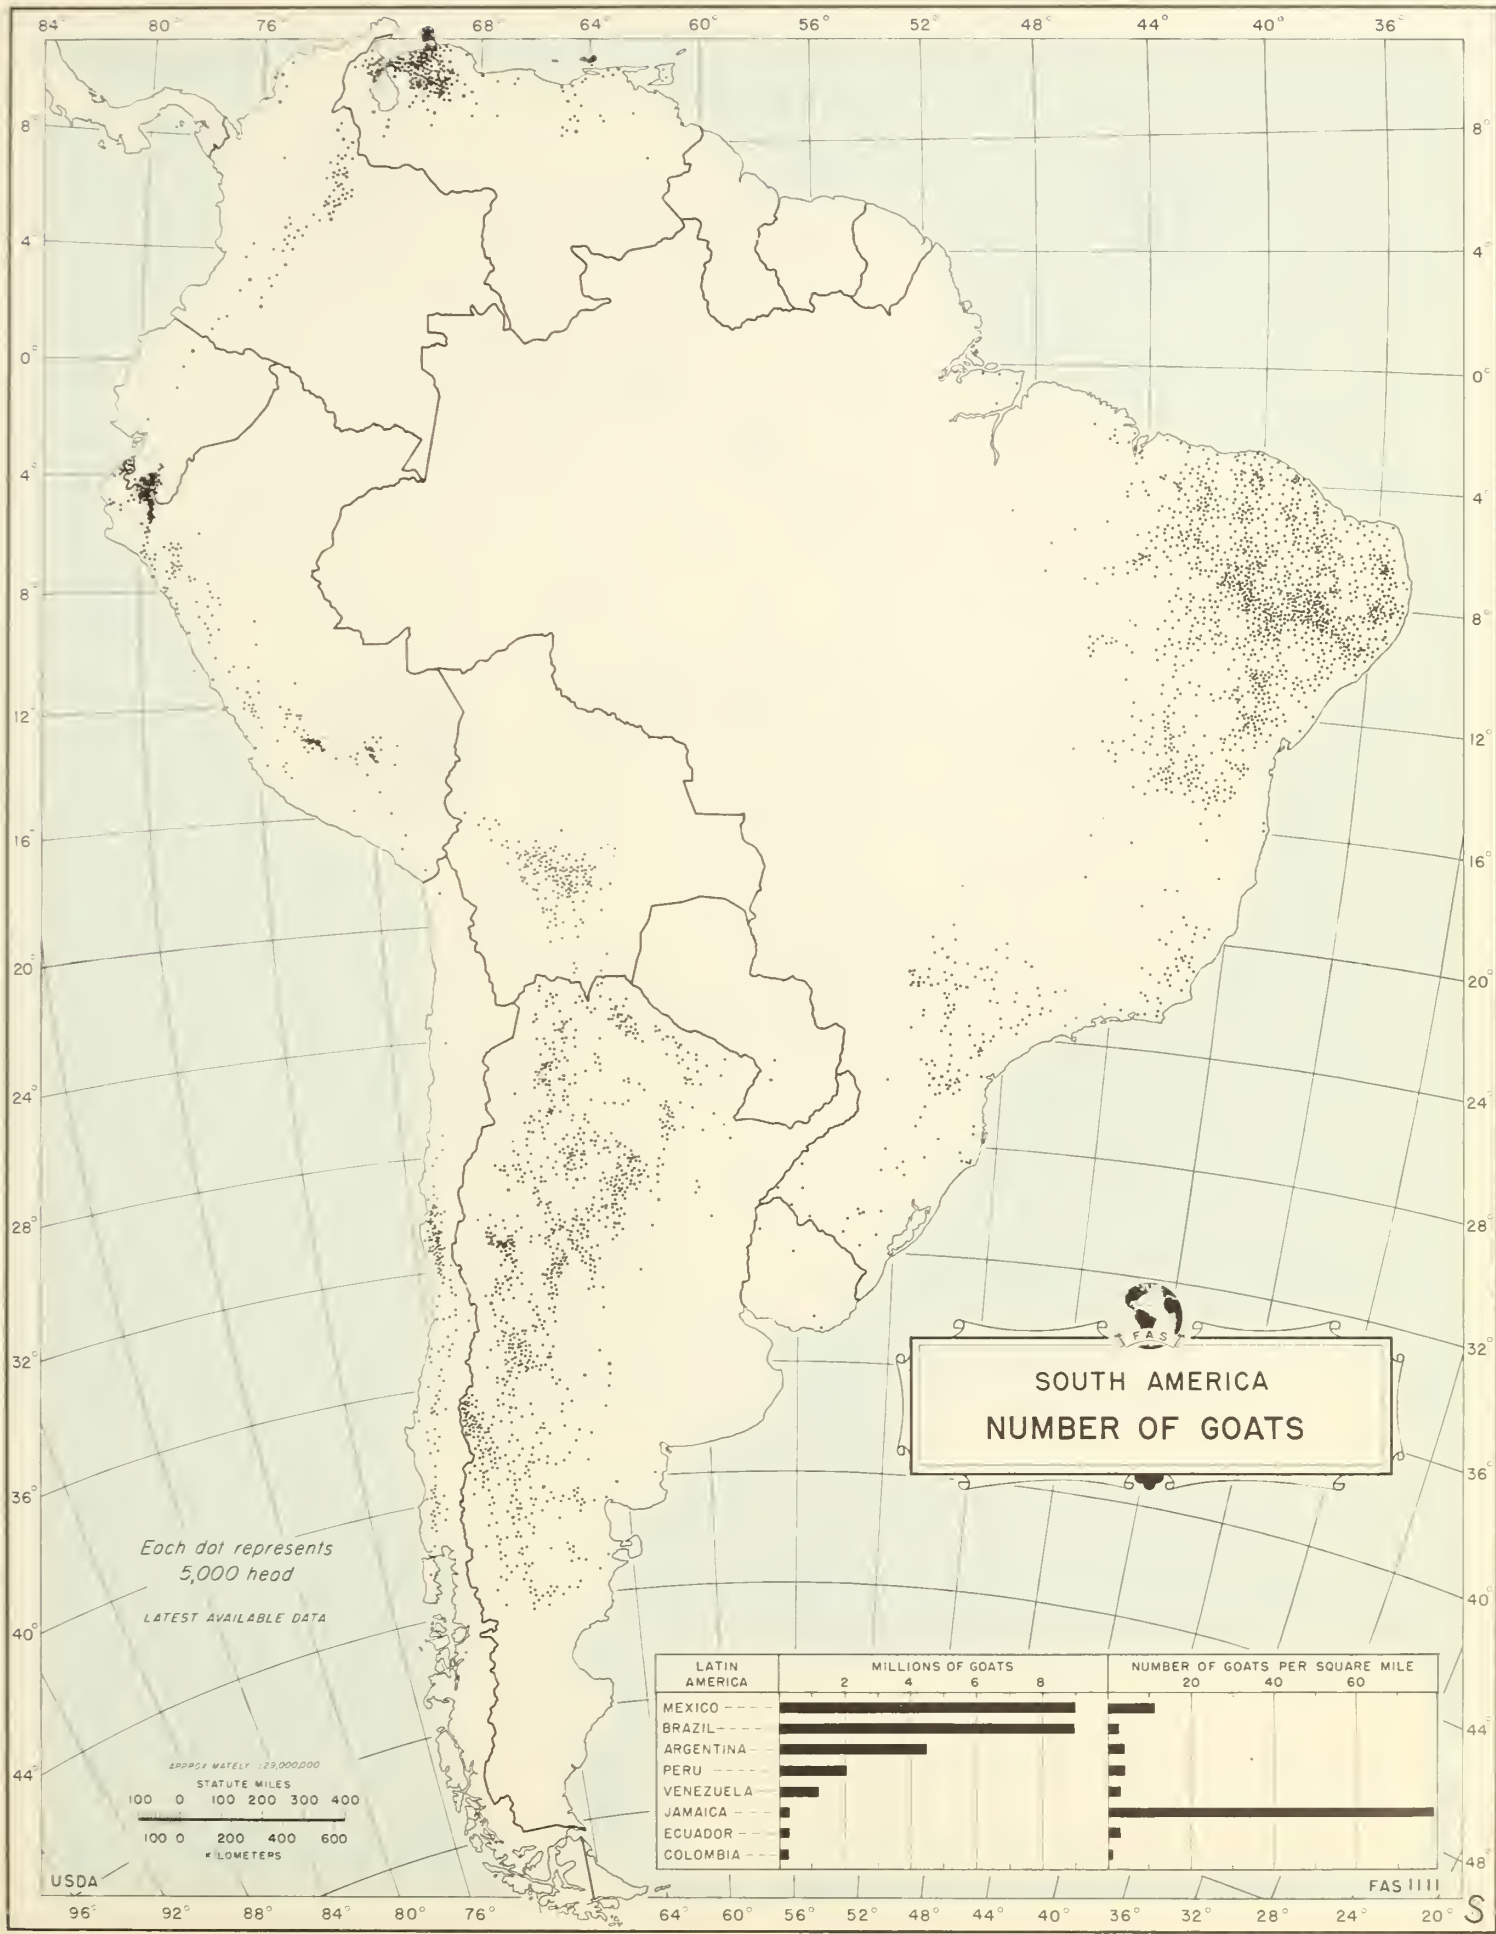 84° 80° 76° 68° 64° 60° 52° 48° 44° 40° 36°
8° 8°
4° 4°
0° 0°
4° 4°
8° 8°
12° 12°
16° 16°
20° 20°
24° 24°
28° 28°
32° 32°
36° 36°
40° 40°
44° 44°
48°
FAS
SOUTH AMERICA
NUMBER OF GOATS
Each dot represents
5,000 head
LATEST AVAILABLE DATA
29,000,000
STATUTE MILES
100 0 100 200 300 400
100 0 200 400 600
K LOMETERS
USDA
LATIN AMERICA
MILLIONS OF GOATS
2 4 6 8
NUMBER OF GOATS PER SQUARE MILE
20 40 60
MEXICO
BRAZIL
ARGENTINA
PERU
VENEZUELA
JAMAICA
ECUADOR
COLOMBIA
FAS 1111
S
96° 92° 88° 84° 80° 76° 64° 60° 56° 52° 48° 44° 40° 36° 32° 28° 24° 20°